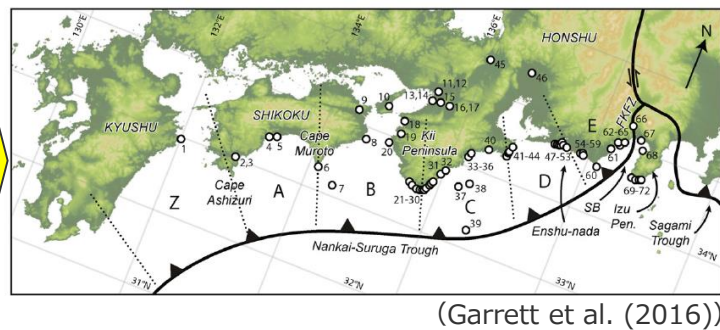 130°E
132°E
134°E
136°E
HONSHU
N
45
46
11,12
13,14
15
16,17
10
9
SHIKOKU
KYUSHU
18
19
Kii
Peninsula
FKFZ
66
E
62-65
67
1
4
5
Cape
Muroto
8
20
40
41-44
47-53
54-59
61
68
2,3
6
31
32
33-36
60
Cape
Ashizuri
A
7
B
21-30
37
38
D
69-72
Z
C
39
Enshu-nada
SB
Izu
Pen.
Sagami
Trough
Nankai-Suruga Trough
31°N
32°N
33°N
34°N
(Garrett et al. (2016))